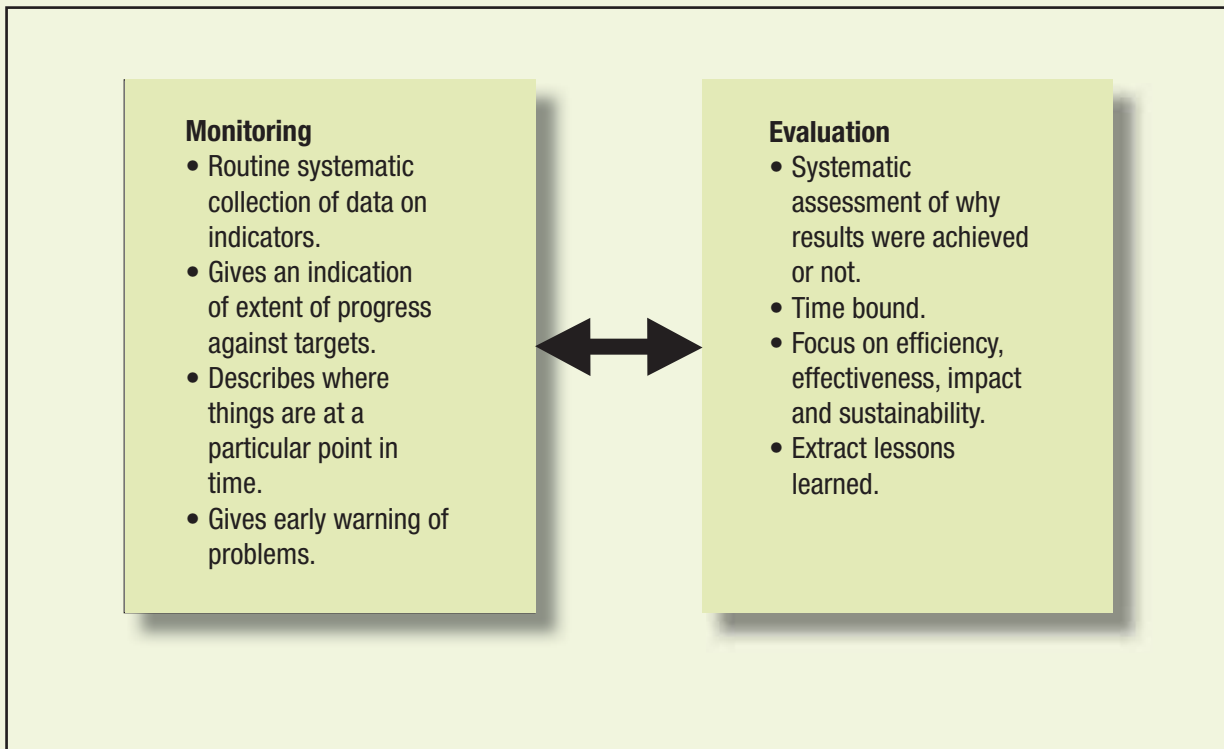 Monitoring
• Routine systematic
collection of data on
indicators.
• Gives an indication
of extent of progress
against targets.
• Describes where
things are at a
particular point in
time.
• Gives early warning of
problems.
Evaluation
• Systematic
assessment of why
results were achieved
or not.
• Time bound.
• Focus on efficiency,
effectiveness, impact
and sustainability.
• Extract lessons
learned.